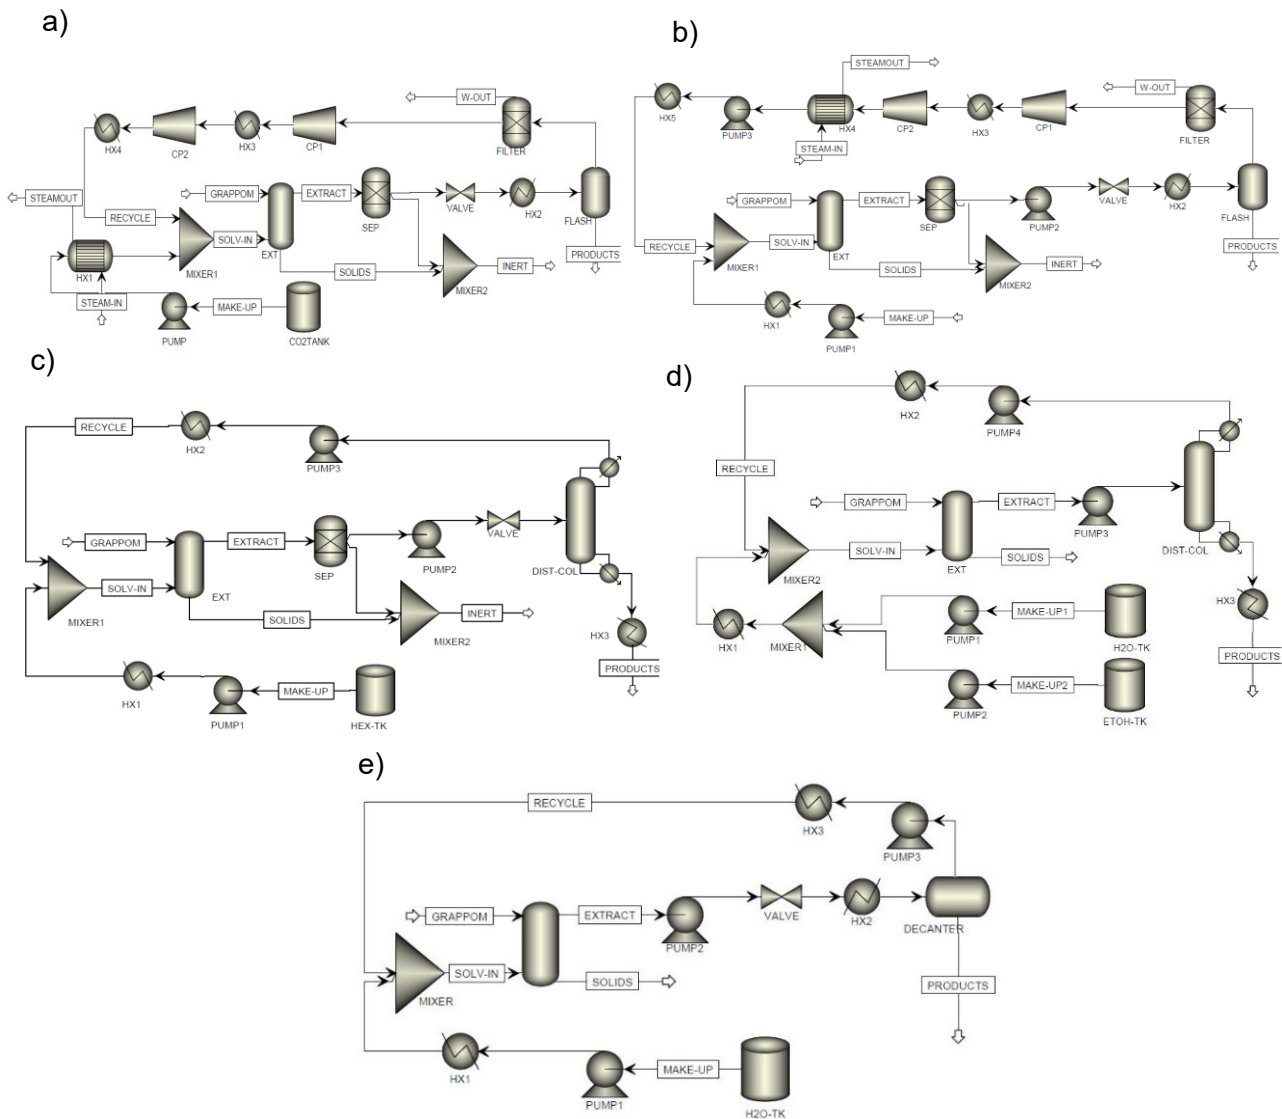 a)
W-OUT
HX4
CP2
HX3
CP1
FILTER
STEAMOUT
GRAPPOM
EXTRACT
SEP
VALVE
HX2
FLASH
RECYCLE
SOLV-IN
MIXER1
EXT
HX1
SOLIDS
INERT
PRODUCTS
MIXER2
STEAM-IN
MAKE-UP
PUMP
CO2TANK
b)
STEAMOUT
W-OUT
HX5
PUMP3
HX4
CP2
HX3
CP1
FILTER
STEAM-IN
GRAPPOM
EXTRACT
SEP
PUMP2
VALVE
HX2
FLASH
RECYCLE
SOLV-IN
MIXER1
EXT
SOLIDS
INERT
PRODUCTS
MIXER2
HX1
MAKE-UP
PUMP1
c)
RECYCLE
HX2
PUMP3
GRAPPOM
EXTRACT
SEP
PUMP2
VALVE
DIST-COL
SOLV-IN
MIXER1
EXT
SOLIDS
INERT
MIXER2
HX3
PRODUCTS
HX1
MAKE-UP
PUMP1
HEX-TK
d)
HX2
PUMP4
RECYCLE
GRAPPOM
EXTRACT
PUMP3
DIST-COL
SOLV-IN
SOLIDS
MIXER2
EXT
HX1
MIXER1
MAKE-UP1
PUMP1
H2O-TK
HX3
MAKE-UP2
PUMP2
ETOH-TK
PRODUCTS
e)
RECYCLE
HX3
PUMP3
GRAPPOM
EXTRACT
PUMP2
VALVE
HX2
DECANTER
SOLV-IN
MIXER
SOLIDS
PRODUCTS
HX1
MAKE-UP
PUMP1
H2O-TK